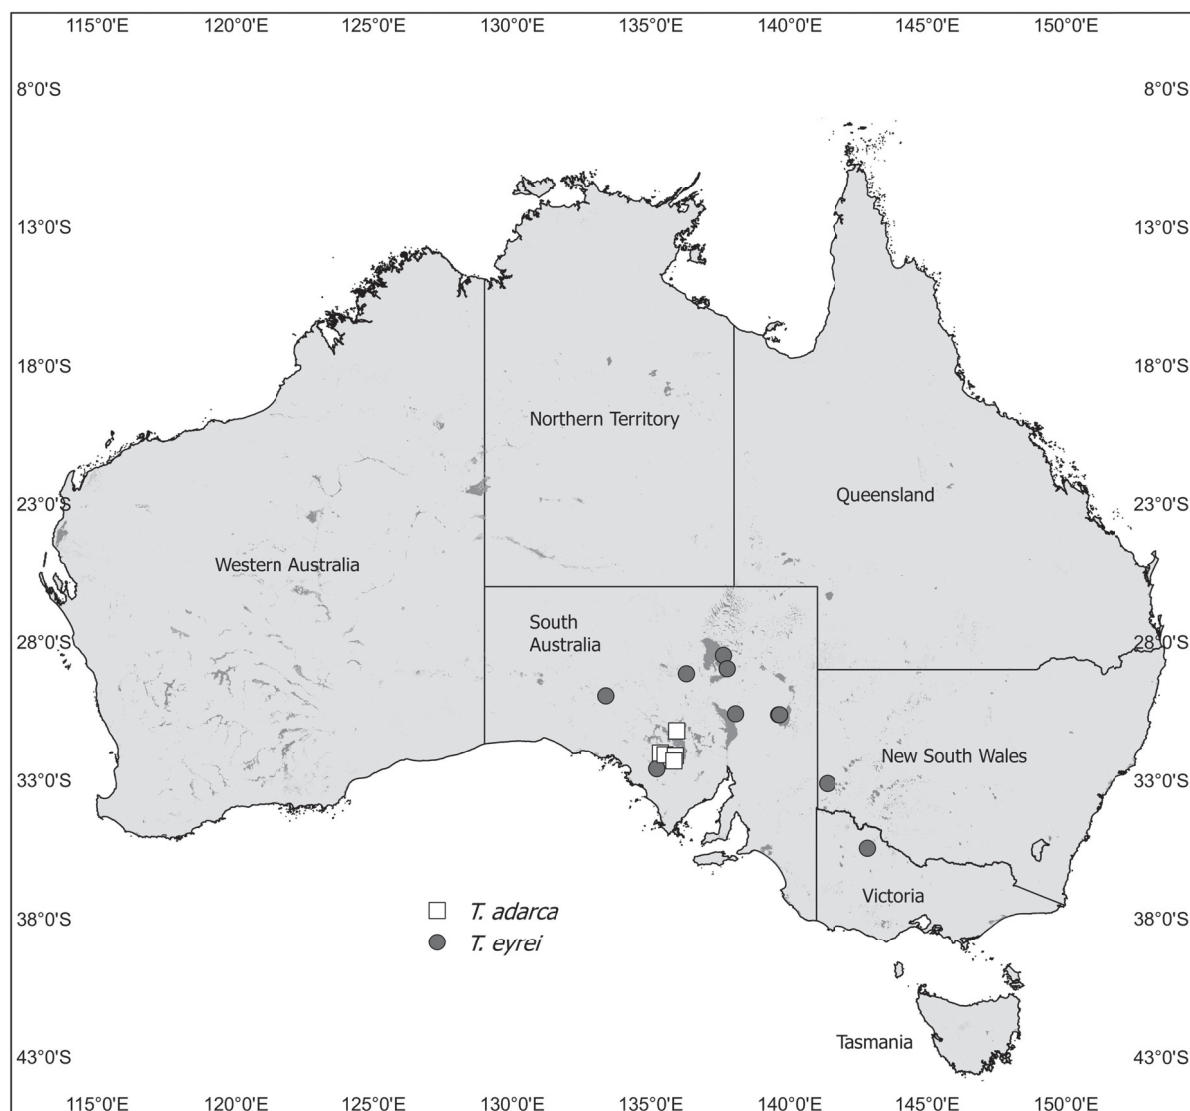 115°0'E 120°0'E 125°0'E 130°0'E 135°0'E 140°0'E 145°0'E 150°0'E
8°0'S 8°0'S
13°0'S 13°0'S
18°0'S 18°0'S
Northern Territory
Queensland
23°0'S 23°0'S
Western Australia
South
Australia
28°0'S 28°0'S
New South Wales
33°0'S 33°0'S
Victoria
T. adarca
38°0'S 38°0'S
T. eyrei
Tasmania
43°0'S 43°0'S
115°0'E 120°0'E 125°0'E 130°0'E 135°0'E 140°0'E 145°0'E 150°0'E